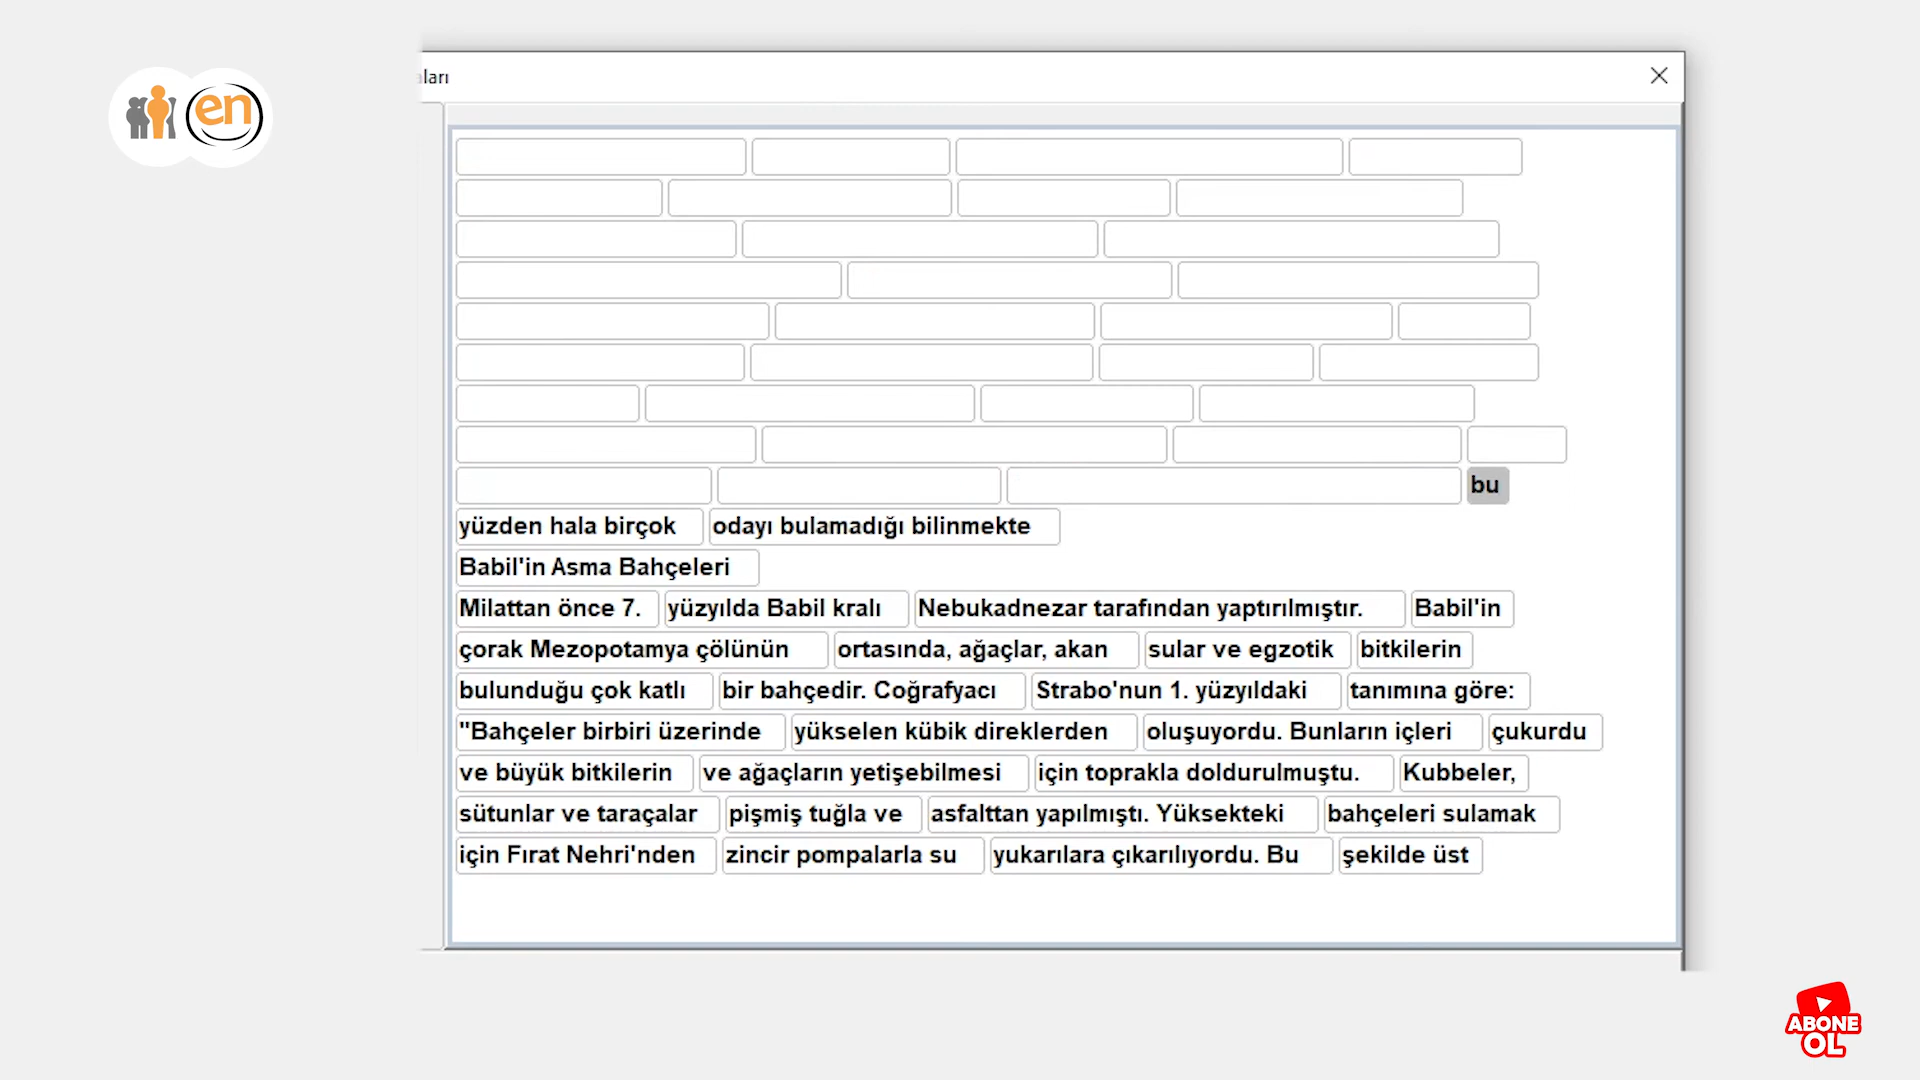 ları
en
bu
yüzden hala birçok odayı bulamadığı bilinmekte
Babil'in Asma Bahçeleri
Milattan önce 7. yüzyılda Babil kralı Nebukadnezar tarafından yaptırılmıştır. Babil'in
çorak Mezopotamya çölünün ortasında, ağaçlar, akan sular ve egzotik bitkilerin
bulunduğu çok katlı bir bahçedir. Coğrafyacı Strabo'nun 1. yüzyıldaki tanımına göre:
"Bahçeler birbiri üzerinde yükselen kübik direklerden oluşuyordu. Bunların içleri çukurdu
ve büyük bitkilerin ve ağaçların yetişebilmesi için toprakla doldurulmuştu. Kubbeler,
sütunlar ve taraçalar pişmiş tuğla ve asfalttan yapılmıştı. Yüksekteki bahçeleri sulamak
için Fırat Nehri'nden zincir pompalarla su yukarılara çıkarılıyordu. Bu şekilde üst
ABONE
OL